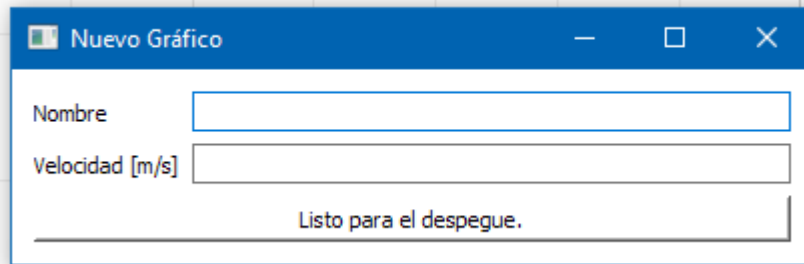 Nuevo Gráfico
Nombre
Velocidad [m/s]
Listo para el despegue.